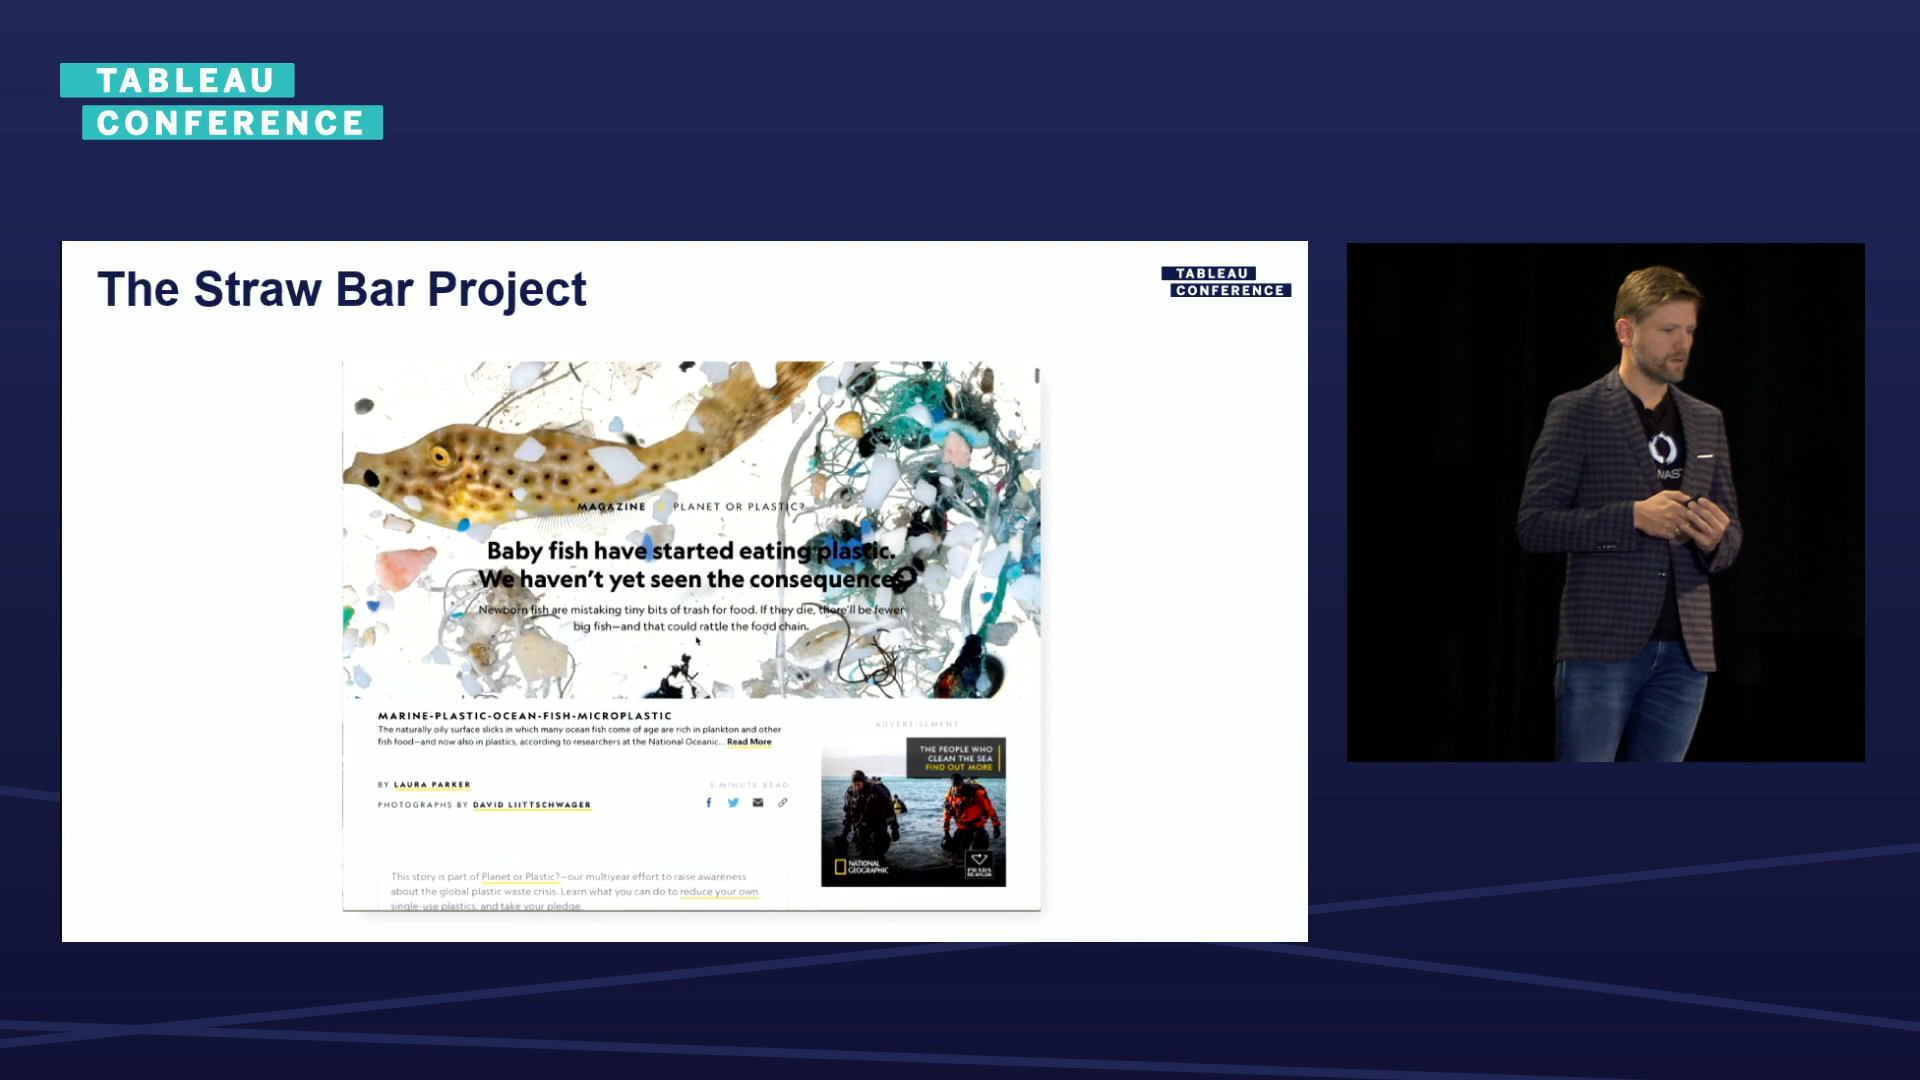 TABLEAU
CONFERENCE
The Straw Bar Project
TABLEAU
CONFERENCE
MAGAZINE PLANET OR PLASTIC?
Baby fish have started eating plastic.
We haven't yet seen the consequences.
Newborn fish are mistaking tiny bits of trash for food. If they die, there'll be fewer
big fish—and that could rattle the food chain.
MARINE-PLASTIC-OCEAN-FISH-MICROPLASTIC
The naturally oily surface slicks in which many ocean fish come of age are rich in plankton and other
fish food—and now also in plastics, according to researchers at the National Oceanic... Read More
BY LAURA PARKER
9 MINUTE READ
PHOTOGRAPHS BY DAVID LIITTSCHWAGER
ADVERTISSMENT
THE PEOPLE WHO
CLEAN THE SEA
FIND OUT MORE
NATIONAL
GEOGRAPHIC
PRADA
RE-NYLON
This story is part of Planet or Plastic?—our multiyear effort to raise awareness
about the global plastic waste crisis. Learn what you can do to reduce your own
single-use plastics, and take your pledge.